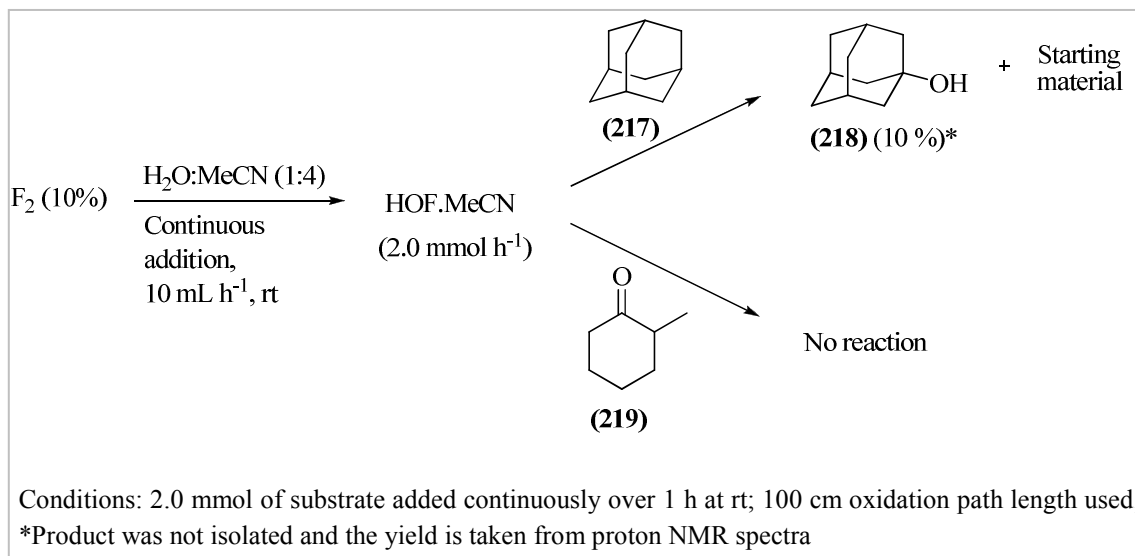 F2 (10%)
H2O:MeCN (1:4)
Continuous
addition,
10 mL h-1, rt
HOF.MeCN
(2.0 mmol h-1)
(217)
OH
(218) (10 %)*
+
Starting
material
O
(219)
No reaction
Conditions: 2.0 mmol of substrate added continuously over 1 h at rt; 100 cm oxidation path length used
*Product was not isolated and the yield is taken from proton NMR spectra